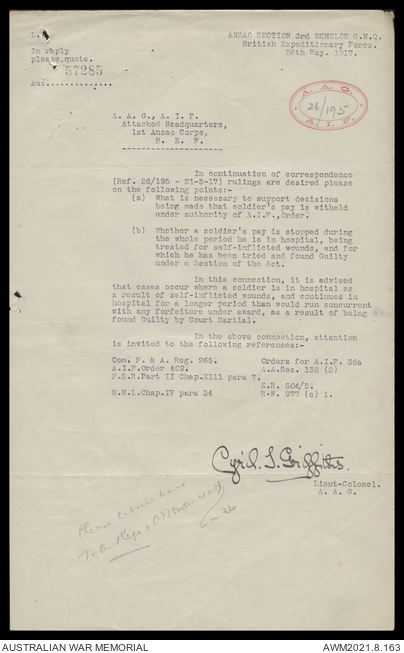 ANZAC SECTION 3rd ECHELON G.H.Q.
British Expeditionary Force.
26th May. 1917.
In reply
please quote.
57285
Aus..............
A. A. G.
26/195
A. I. F.
A. A. G., A. I. F.
Attached Headquarters,
1st Anzac Corps,
B. E. F.
In continuation of correspondence
(Ref. 26/195 - 21-5-17) rulings are desired please
on the following points:-
(a) What is necessary to support decisions
being made that soldier's pay is witheld
under authority of A.I.F., Order.
(b) Whether a soldier's pay is stopped during
the whole period he is in hospital, being
treated for self-inflicted wounds, and for
which he has been tried and found Guilty
under a Section of the Act.
In this connection, it is advised
that cases occur where a soldier is in hospital as
a result of self-inflicted wounds, and continues in
hospital for a longer period than would run concurrent
with any forfeiture under award, as a result of being
found Guilty by Court Martial.
In the above connection, attention
is invited to the following references:-
Com. F. & A. Reg. 265. Orders for A.I.F. 38a
A.I.F. Order 409. A.A.Sec. 138 (2)
F.S.R.Part II Chap.X111 para 7.
K.R. 504/5.
M.M.L.Chap.IV para 34 R.W. 977 (c) 1.
Cyril. L. Griffiths.
Lieut-Colonel.
A. A. G.
Please
AUSTRALIAN WAR MEMORIAL
AWM2021.8.163